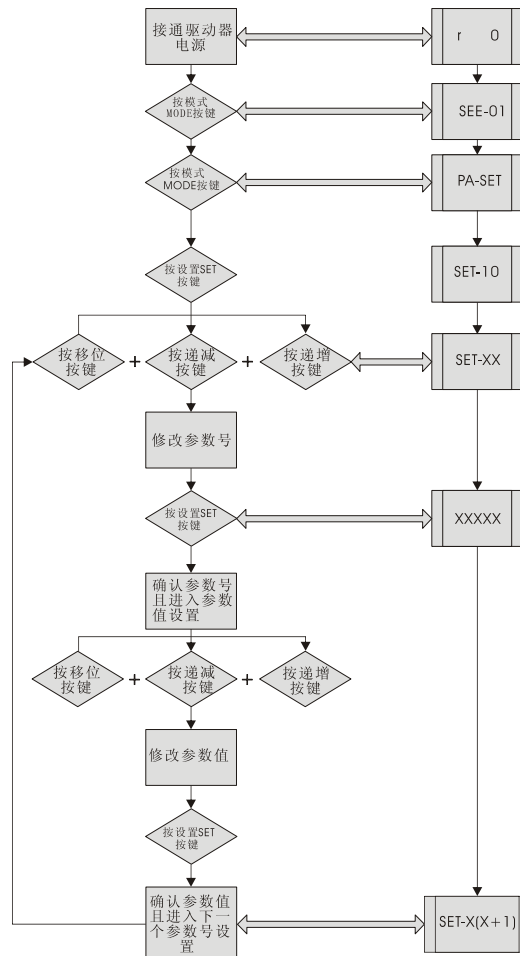 接通驱动器
电源
r 0
按模式
MODE按键
SEE-01
按模式
MODE按键
PA-SET
按设置SET
按键
SET-10
按移位
按键
+
按递减
按键
+
按递增
按键
SET-XX
修改参数号
按设置SET
按键
XXXXX
确认参数号
且进入参数
值设置
按移位
按键
+
按递减
按键
+
按递增
按键
修改参数值
按设置SET
按键
确认参数值
且进入下一
个参数号设
置
SET-X(X+1)